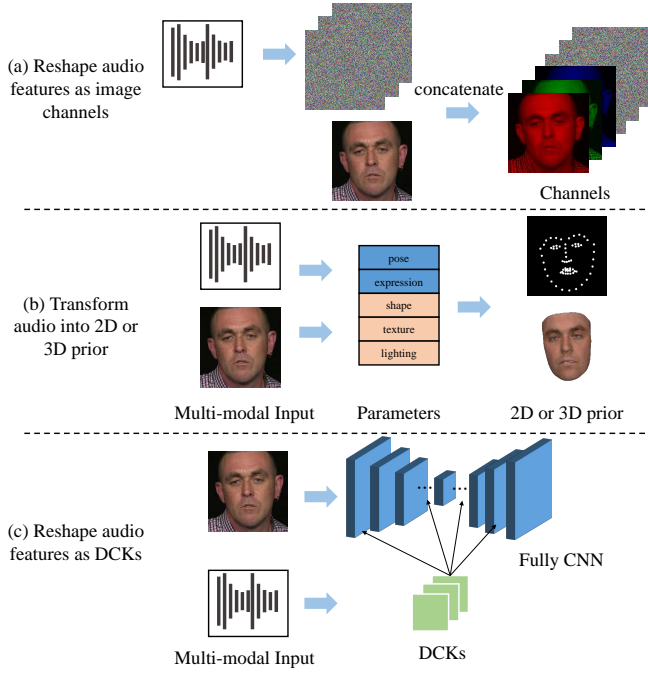 (a) Reshape audio
features as image
channels
concatenate
Channels
(b) Transform
audio into 2D or
3D prior
pose
expression
shape
texture
lighting
Multi-modal Input
Parameters
2D or 3D prior
(c) Reshape audio
features as DCKs
Fully CNN
Multi-modal Input
DCKs